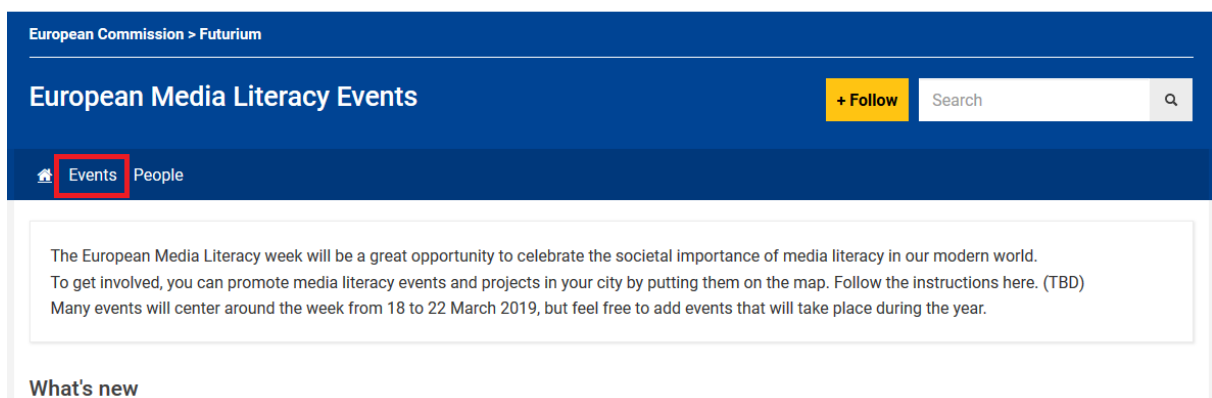 European Commission > Futurium
European Media Literacy Events
+ Follow
Search
Events People
The European Media Literacy week will be a great opportunity to celebrate the societal importance of media literacy in our modern world.
To get involved, you can promote media literacy events and projects in your city by putting them on the map. Follow the instructions here. (TBD)
Many events will center around the week from 18 to 22 March 2019, but feel free to add events that will take place during the year.
What's new